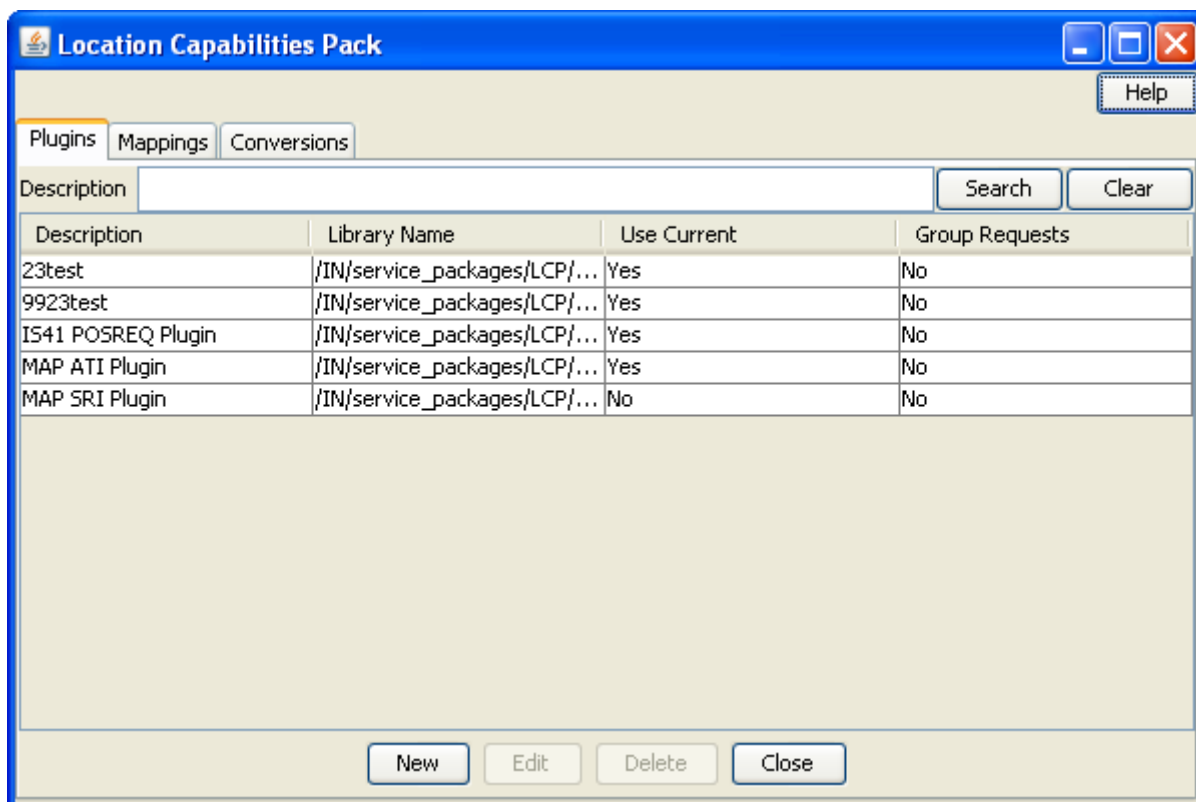 Location Capabilities Pack
Help
Plugins Mappings Conversions
Description Search Clear
Description Library Name Use Current Group Requests
23test /IN/service_packages/LCP/... Yes No
9923test /IN/service_packages/LCP/... Yes No
IS41 POSREQ Plugin /IN/service_packages/LCP/... Yes No
MAP ATI Plugin /IN/service_packages/LCP/... Yes No
MAP SRI Plugin /IN/service_packages/LCP/... No No
New Edit Delete Close